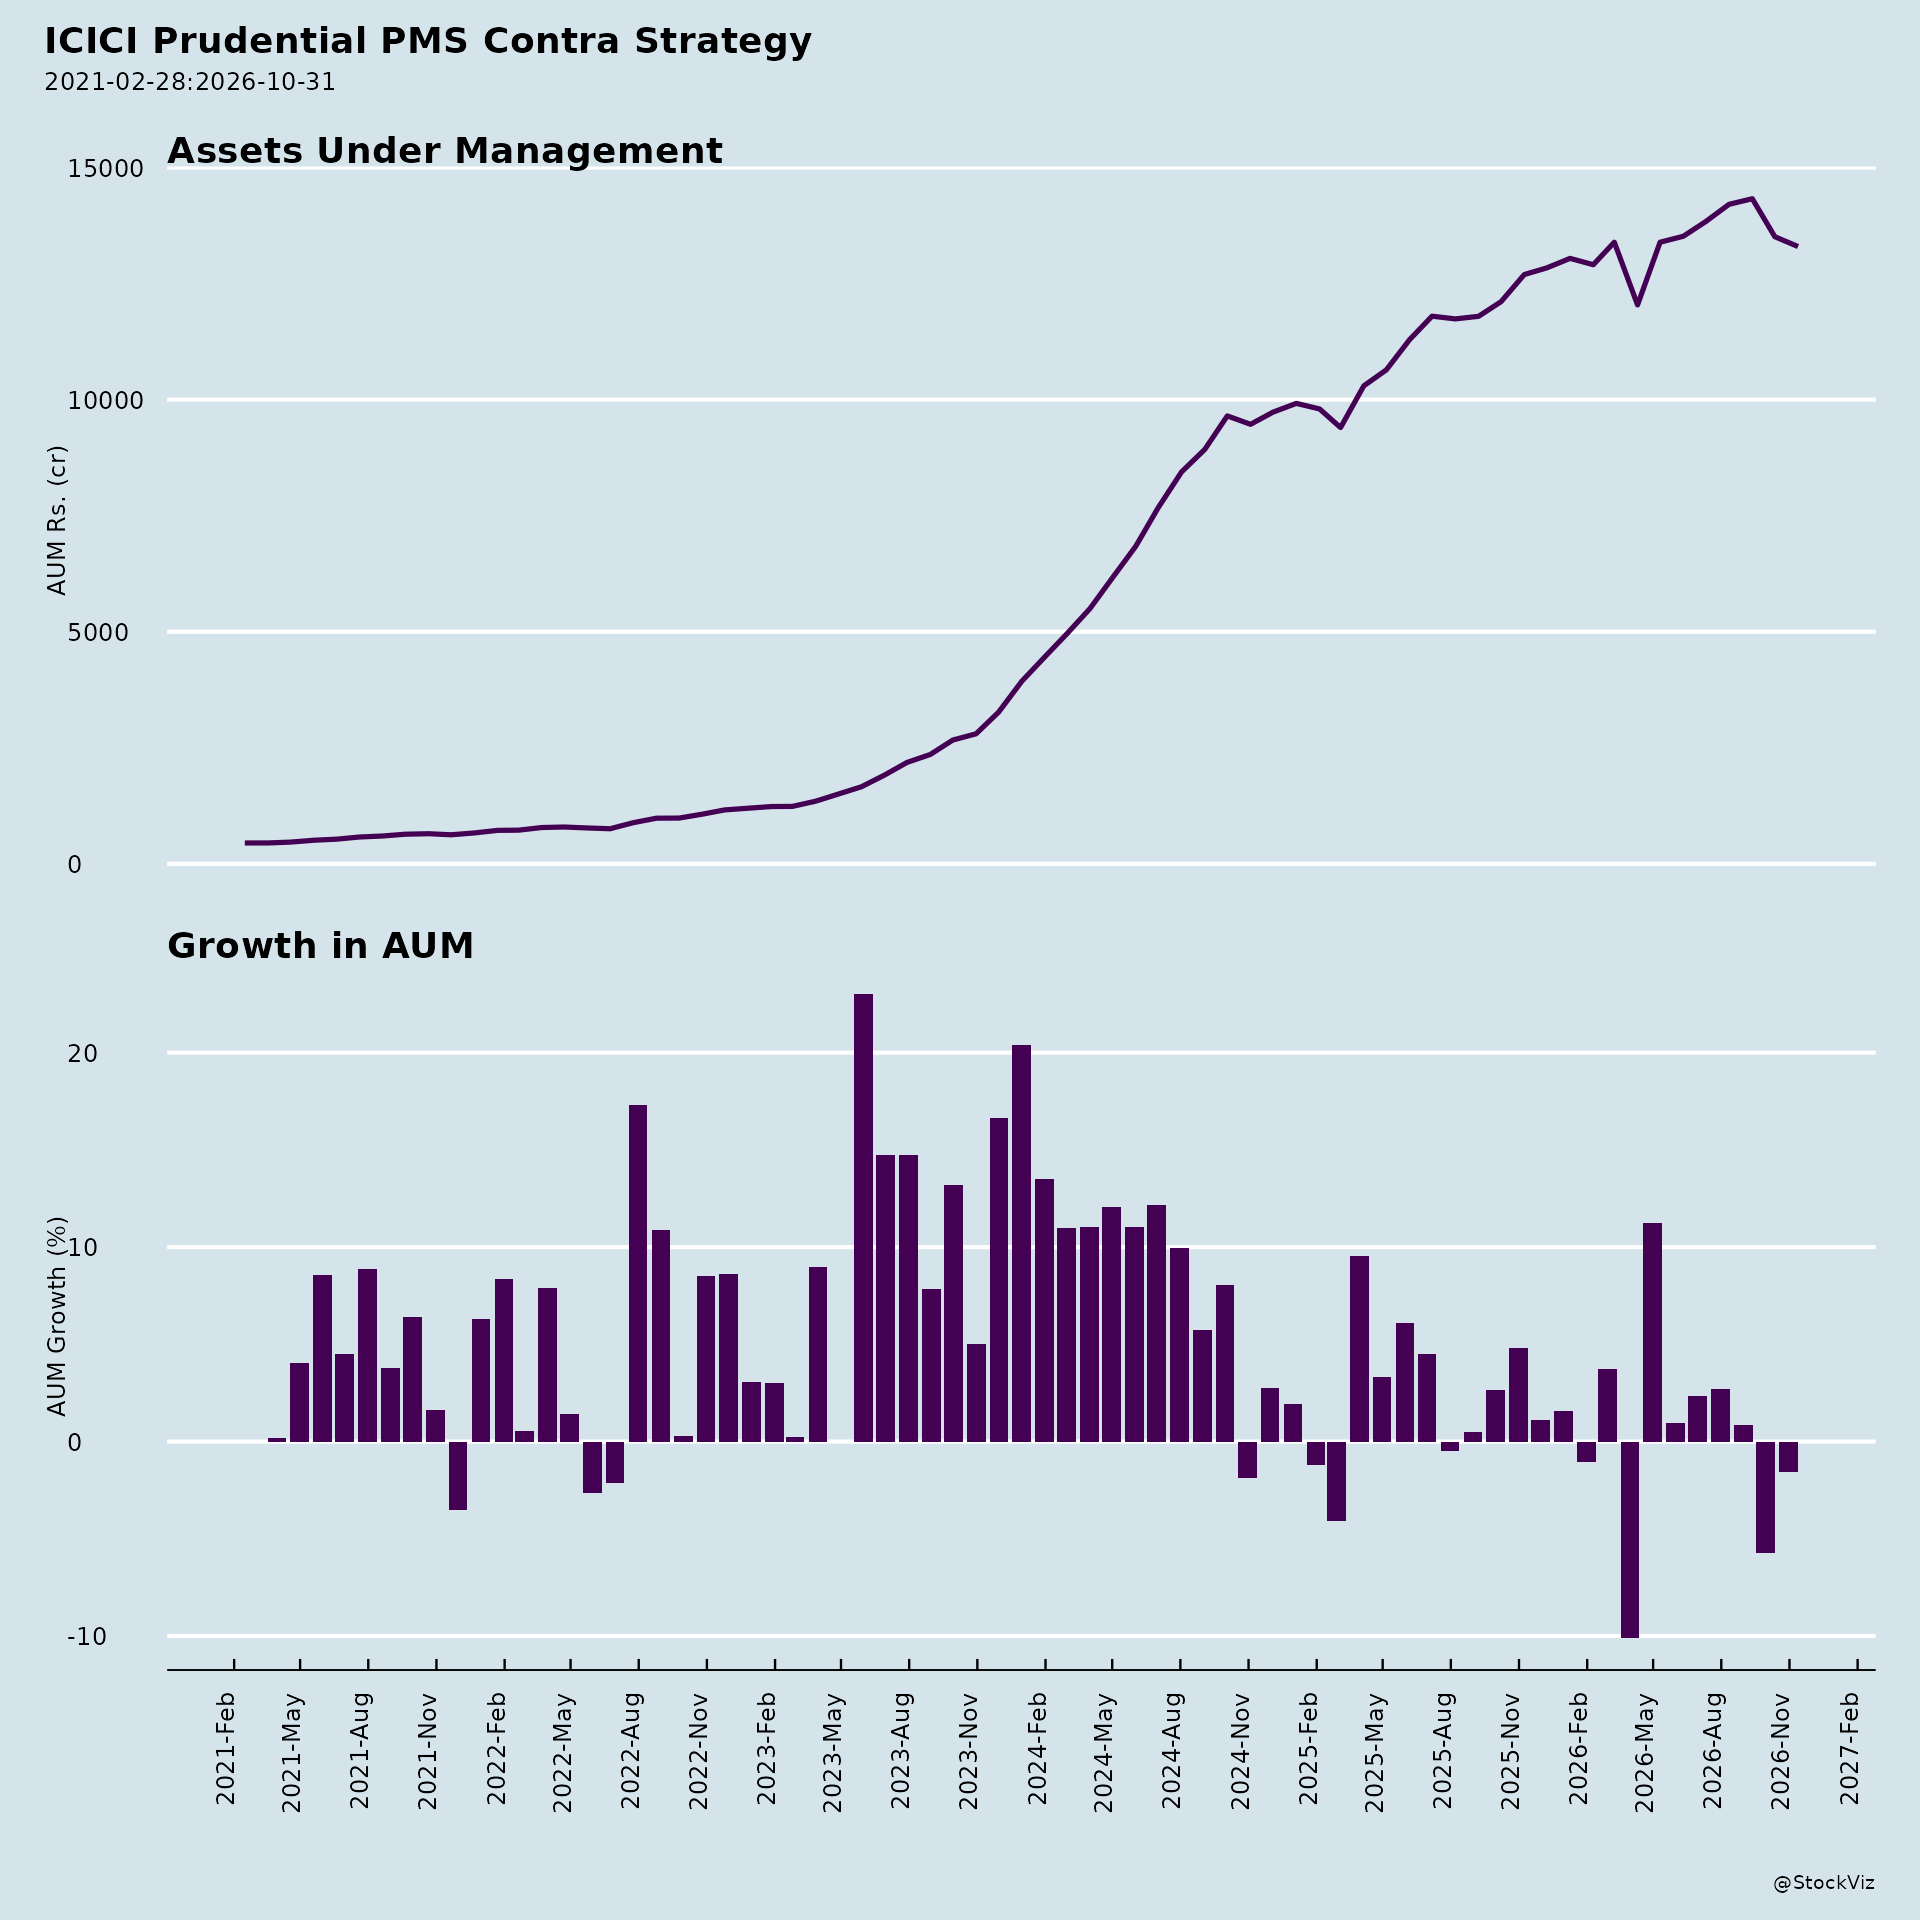 ICICI Prudential PMS Contra Strategy
2021-02-28:2026-10-31
Assets Under Management
15000
10000
5000
0
AUM Rs. (cr)
Growth in AUM
20
10
0
-10
AUM Growth (%)
2021-Feb
2021-May
2021-Aug
2021-Nov
2022-Feb
2022-May
2022-Aug
2022-Nov
2023-Feb
2023-May
2023-Aug
2023-Nov
2024-Feb
2024-May
2024-Aug
2024-Nov
2025-Feb
2025-May
2025-Aug
2025-Nov
2026-Feb
2026-May
2026-Aug
2026-Nov
2027-Feb
@StockViz